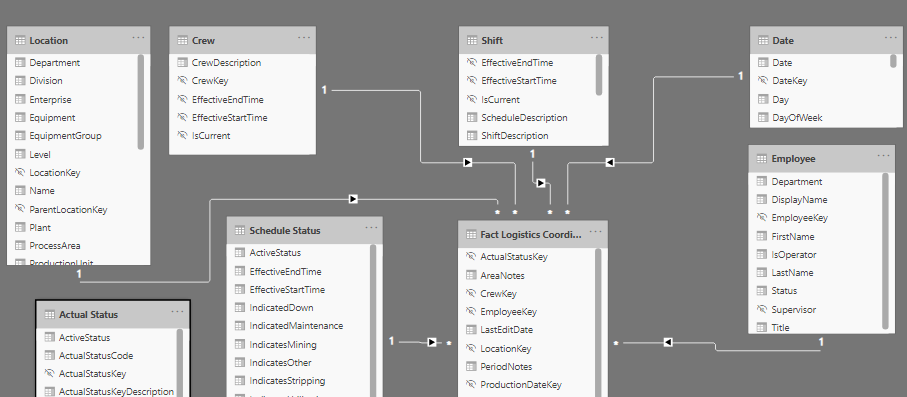 Location
Department
Division
Enterprise
Equipment
EquipmentGroup
Level
LocationKey
Name
ParentLocationKey
Plant
ProcessArea
ProductionUnit
1
Crew
CrewDescription
CrewKey
EffectiveEndTime
EffectiveStartTime
IsCurrent
1
Shift
EffectiveEndTime
EffectiveStartTime
IsCurrent
ScheduleDescription
ShiftDescription
1
Date
Date
DateKey
Day
DayOfWeek
1
Employee
Department
DisplayName
EmployeeKey
FirstName
IsOperator
LastName
Status
Supervisor
Title
1
Schedule Status
ActiveStatus
EffectiveEndTime
EffectiveStartTime
IndicatedDown
IndicatedMaintenance
IndicatesMining
IndicatesOther
IndicatesStripping
1
* * * *
Fact Logistics Coordi...
ActualStatusKey
AreaNotes
CrewKey
EmployeeKey
LastEditDate
LocationKey
PeriodNotes
ProductionDateKey
*
*
Actual Status
ActiveStatus
ActualStatusCode
ActualStatusKey
ActualStatusKeyDescription